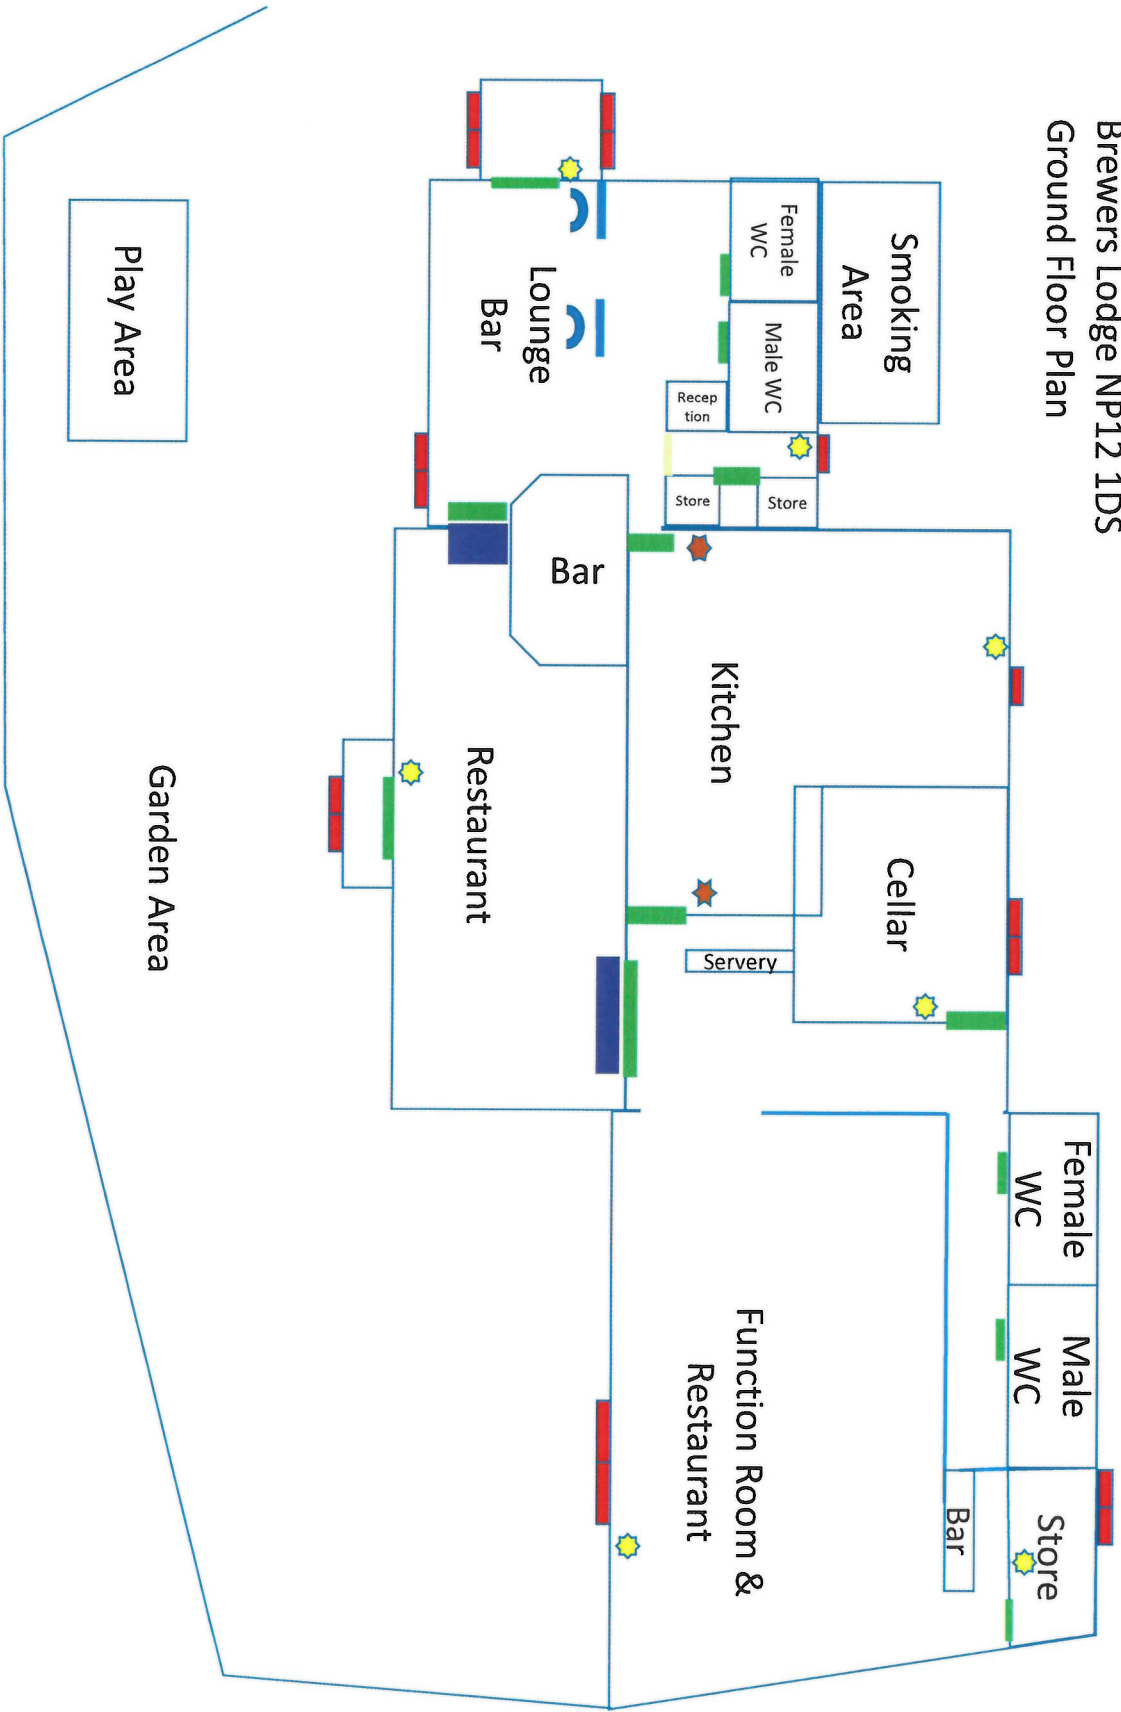 Brewers Lodge NP12 1DS
Ground Floor Plan
Smoking
Area
Female
WC
Male WC
Recep
tion
Store
Store
Lounge
Bar
Bar
Kitchen
Cellar
Servery
Restaurant
Play Area
Garden Area
Female
WC
Male
WC
Store
Bar
Function Room &
Restaurant